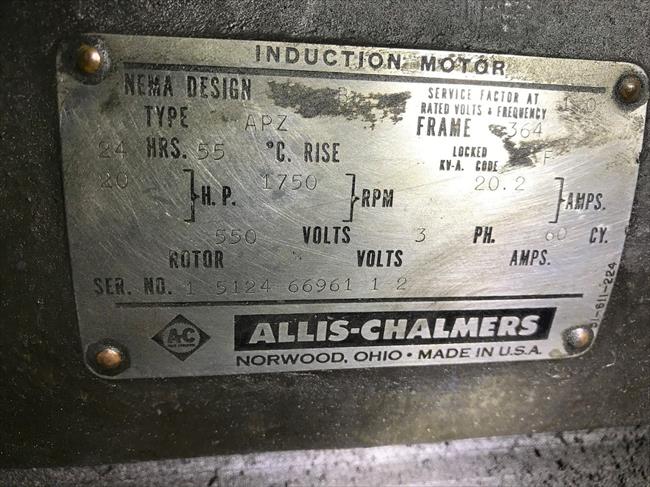 INDUCTION MOTOR
NEMA DESIGN B SERVICE FACTOR AT RATED VOLTS & FREQUENCY 1.0
TYPE APZ FRAME 364
24 HRS. 55 °C. RISE LOCKED KV-A. CODE F
20 H.P. 1750 RPM 20.2 AMPS.
550 VOLTS 3 PH. 60 CY.
ROTOR VOLTS AMPS.
SER. NO. 1 5124 66961 1 2
A-C ALLIS-CHALMERS
NORWOOD, OHIO • MADE IN U.S.A.